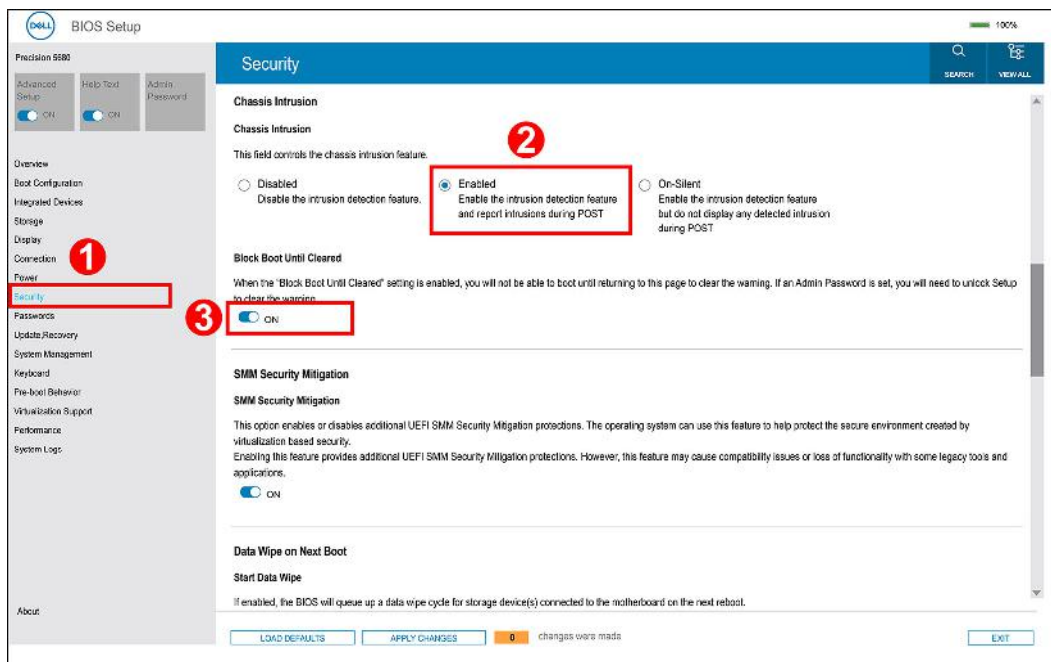 DELL
BIOS Setup
100%
Precision 5680
Advanced Setup
ON
Help Text
ON
Admin Password
Security
SEARCH
VIEW ALL
Overview
Boot Configuration
Integrated Devices
Storage
Display
Connection
Power
Security
Passwords
Update,Recovery
System Management
Keyboard
Pre-boot Behavior
Virtualization Support
Performance
System Logs
About
1
2
3
Chassis Intrusion
Chassis Intrusion
This field controls the chassis intrusion feature.
Disabled
Disable the intrusion detection feature.
Enabled
Enable the intrusion detection feature
and report intrusions during POST
On-Silent
Enable the intrusion detection feature
but do not display any detected intrusion
during POST
Block Boot Until Cleared
When the "Block Boot Until Cleared" setting is enabled, you will not be able to boot until returning to this page to clear the warning. If an Admin Password is set, you will need to unlock Setup
to clear the warning.
ON
SMM Security Mitigation
SMM Security Mitigation
This option enables or disables additional UEFI SMM Security Mitigation protections. The operating system can use this feature to help protect the secure environment created by
virtualization based security.
Enabling this feature provides additional UEFI SMM Security Mitigation protections. However, this feature may cause compatibility issues or loss of functionality with some legacy tools and
applications.
ON
Data Wipe on Next Boot
Start Data Wipe
If enabled, the BIOS will queue up a data wipe cycle for storage device(s) connected to the motherboard on the next reboot.
LOAD DEFAULTS
APPLY CHANGES
0
changes were made
EXIT